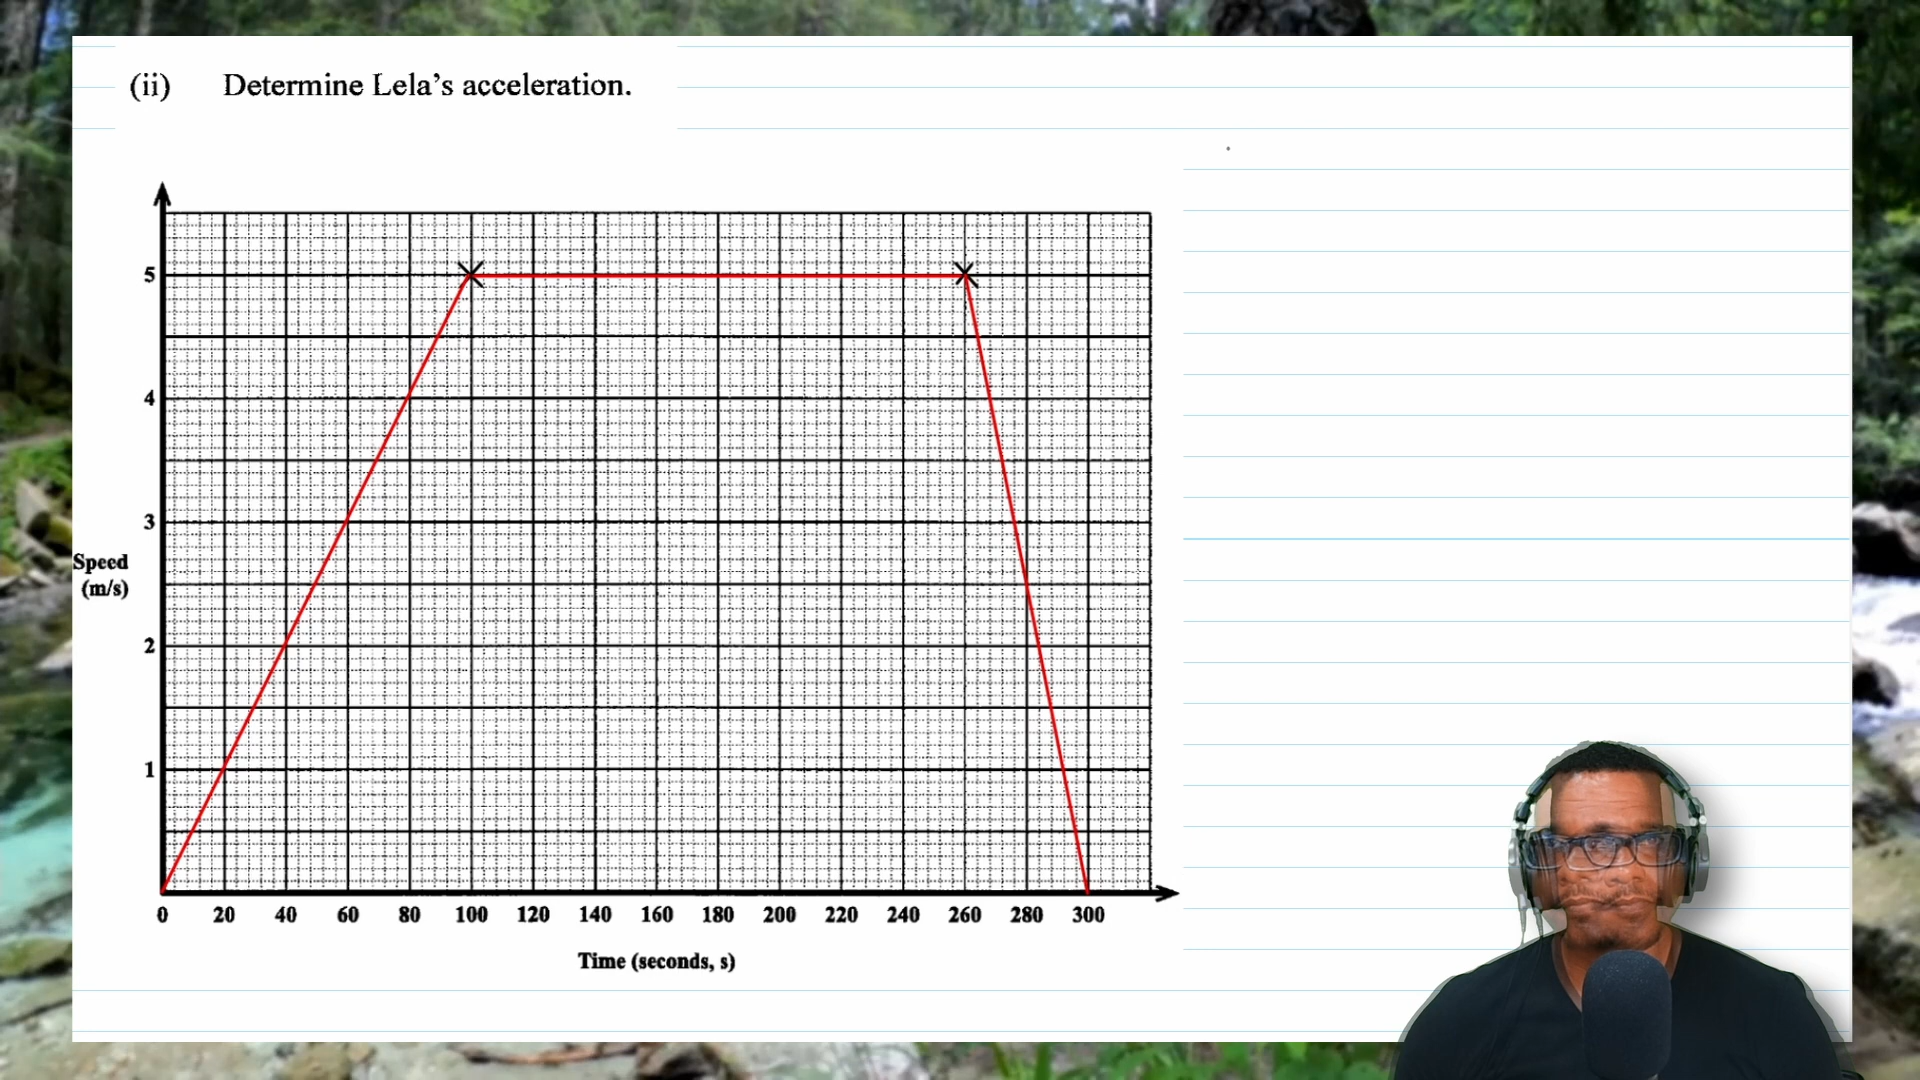 (ii) Determine Lela's acceleration.
5
4
3
Speed
(m/s)
2
1
0 20 40 60 80 100 120 140 160 180 200 220 240 260 280 300
Time (seconds, s)